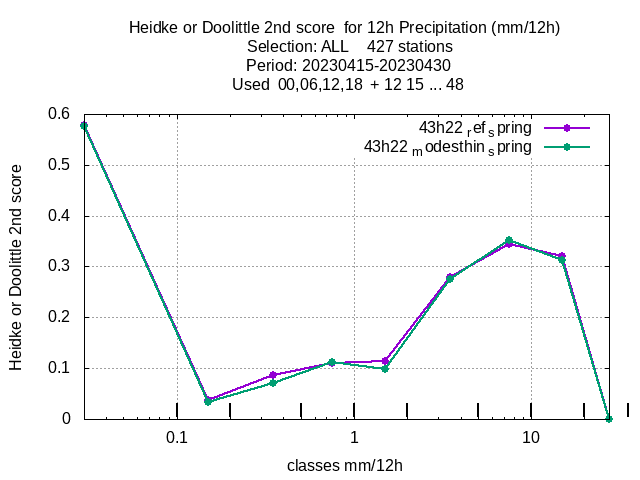 Heidke or Doolittle 2nd score  for 12h Precipitation (mm/12h)
Selection: ALL    427 stations
Period: 20230415-20230430
Used  00,06,12,18  + 12 15 ... 48
43h22 ref spring
43h22 modesthin spring
0.6
0.5
0.4
0.3
0.2
0.1
0
Heidke or Doolittle 2nd score
0.1
1
10
classes mm/12h